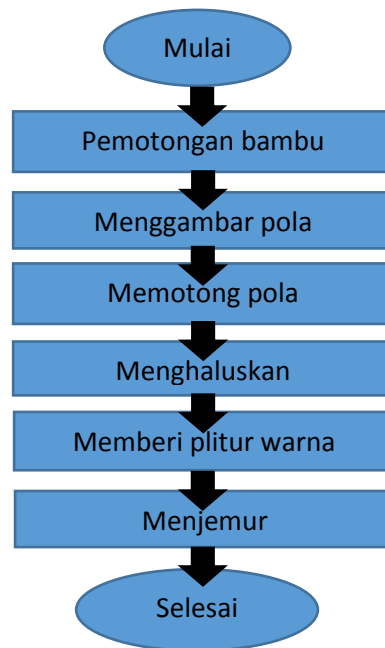 Mulai
Pemotongan bambu
Menggambar pola
Memotong pola
Menghaluskan
Memberi plitur warna
Menjemur
Selesai